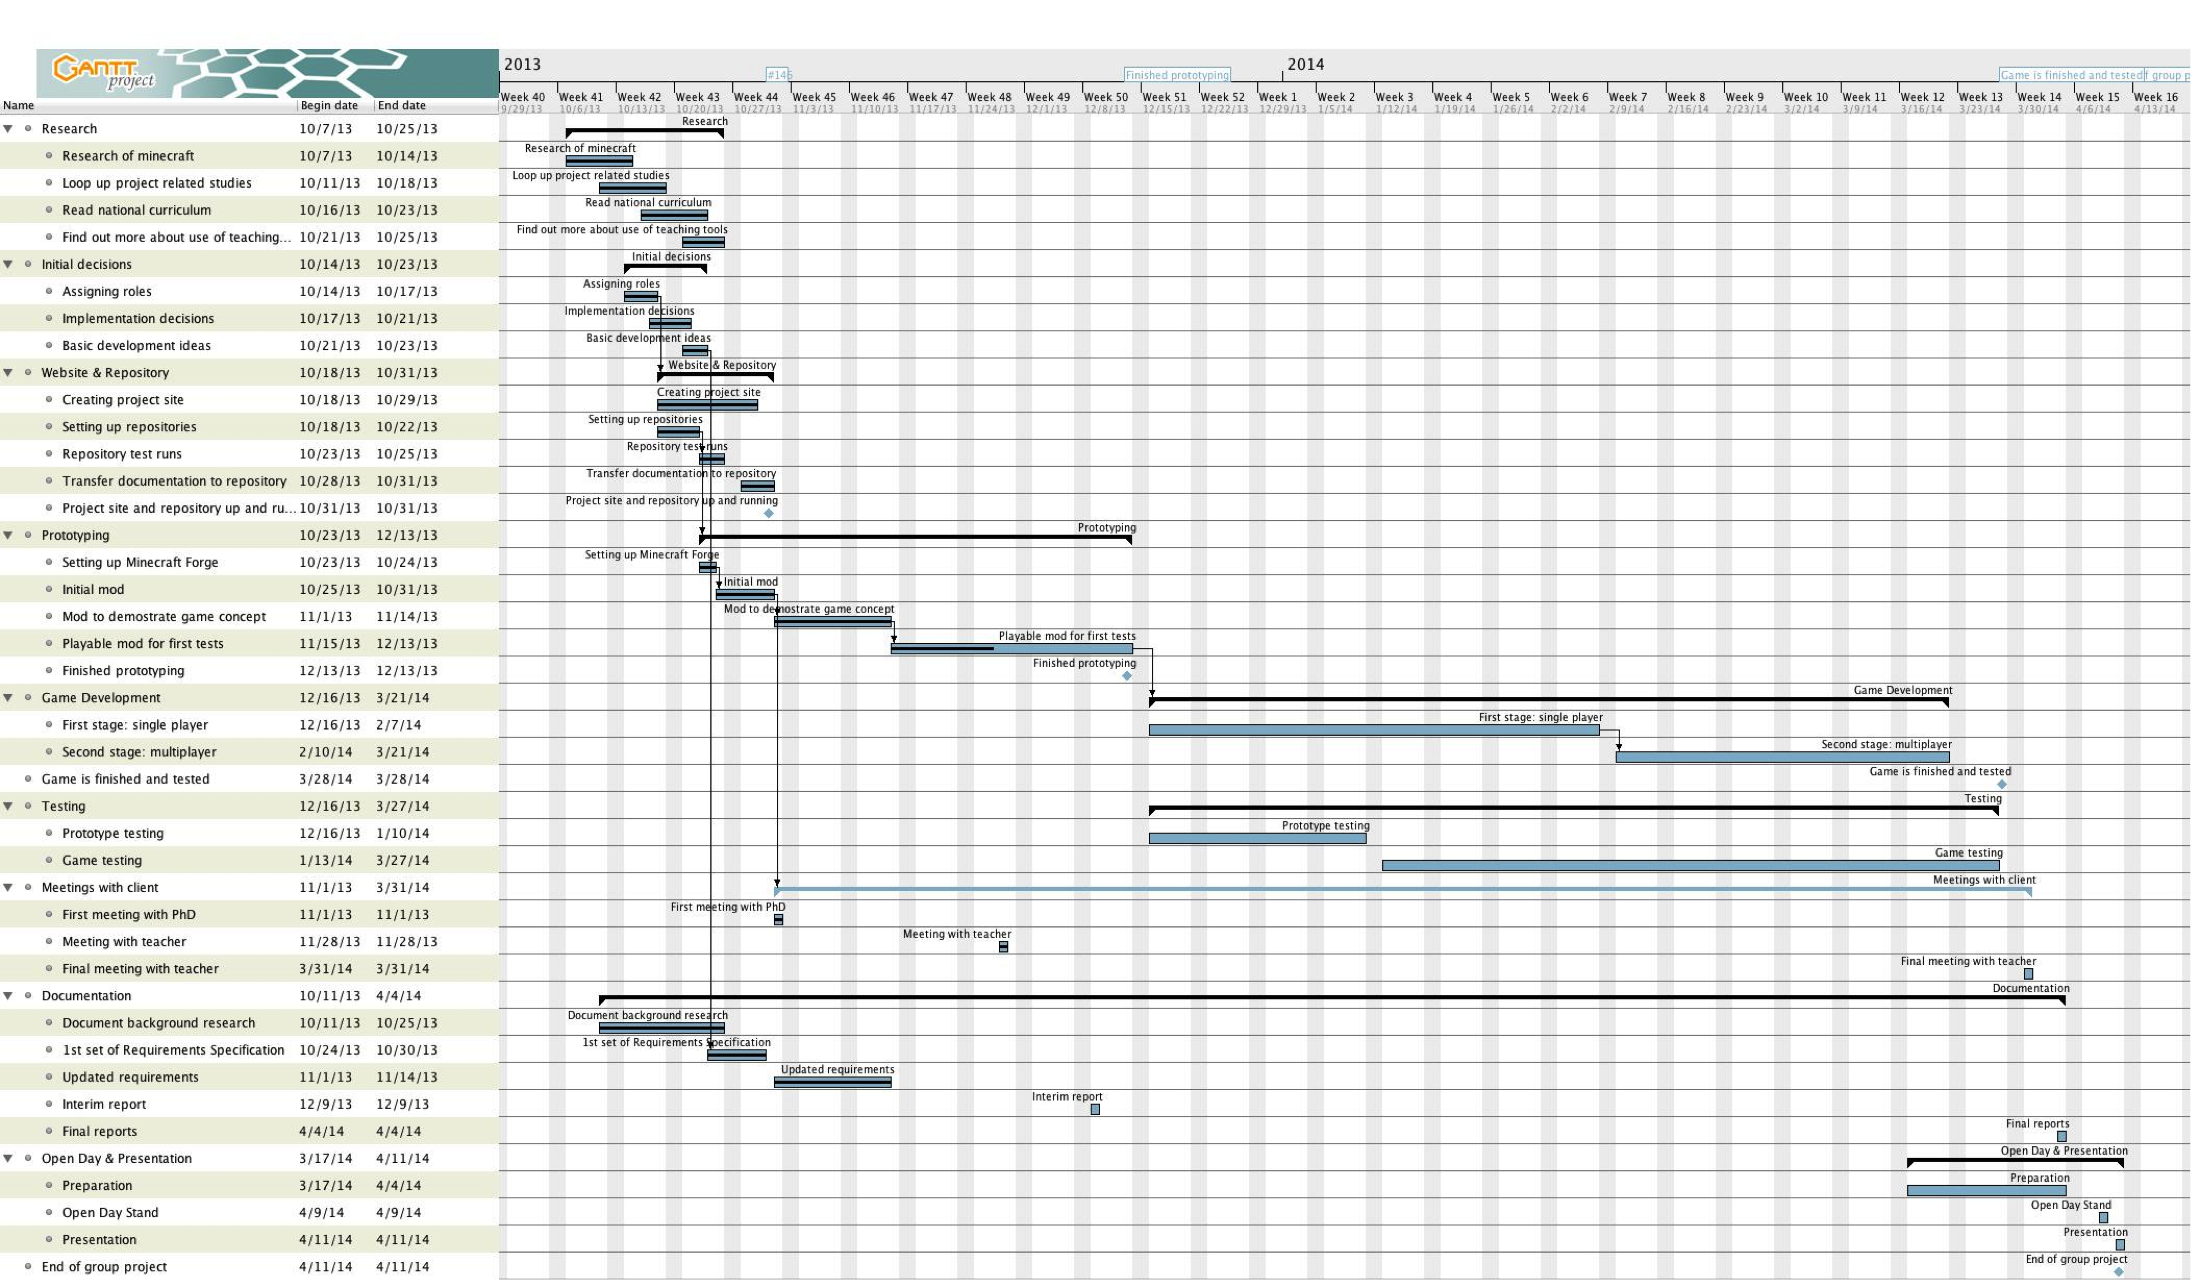 GANTT
project
2013
2014
#146
Finished prototyping
Game is finished and tested
f group p
Name Begin date End date
Week 40 Week 41 Week 42 Week 43 Week 44 Week 45 Week 46 Week 47 Week 48 Week 49 Week 50 Week 51 Week 52 Week 1 Week 2 Week 3 Week 4 Week 5 Week 6 Week 7 Week 8 Week 9 Week 10 Week 11 Week 12 Week 13 Week 14 Week 15 Week 16
9/29/13 10/6/13 10/13/13 10/20/13 10/27/13 11/3/13 11/10/13 11/17/13 11/24/13 12/1/13 12/8/13 12/15/13 12/22/13 12/29/13 1/5/14 1/12/14 1/19/14 1/26/14 2/2/14 2/9/14 2/16/14 2/23/14 3/2/14 3/9/14 3/16/14 3/23/14 3/30/14 4/6/14 4/13/14
Research 10/7/13 10/25/13 Research
Research of minecraft 10/7/13 10/14/13 Research of minecraft
Loop up project related studies 10/11/13 10/18/13 Loop up project related studies
Read national curriculum 10/16/13 10/23/13 Read national curriculum
Find out more about use of teaching... 10/21/13 10/25/13 Find out more about use of teaching tools
Initial decisions 10/14/13 10/23/13 Initial decisions
Assigning roles 10/14/13 10/17/13 Assigning roles
Implementation decisions 10/17/13 10/21/13 Implementation decisions
Basic development ideas 10/21/13 10/23/13 Basic development ideas
Website & Repository 10/18/13 10/31/13 Website & Repository
Creating project site 10/18/13 10/29/13 Creating project site
Setting up repositories 10/18/13 10/22/13 Setting up repositories
Repository test runs 10/23/13 10/25/13 Repository test runs
Transfer documentation to repository 10/28/13 10/31/13 Transfer documentation to repository
Project site and repository up and ru... 10/31/13 10/31/13 Project site and repository up and running
Prototyping 10/23/13 12/13/13 Prototyping
Setting up Minecraft Forge 10/23/13 10/24/13 Setting up Minecraft Forge
Initial mod 10/25/13 10/31/13 Initial mod
Mod to demostrate game concept 11/1/13 11/14/13 Mod to demostrate game concept
Playable mod for first tests 11/15/13 12/13/13 Playable mod for first tests
Finished prototyping 12/13/13 12/13/13 Finished prototyping
Game Development 12/16/13 3/21/14 Game Development
First stage: single player 12/16/13 2/7/14 First stage: single player
Second stage: multiplayer 2/10/14 3/21/14 Second stage: multiplayer
Game is finished and tested 3/28/14 3/28/14 Game is finished and tested
Testing 12/16/13 3/27/14 Testing
Prototype testing 12/16/13 1/10/14 Prototype testing
Game testing 1/13/14 3/27/14 Game testing
Meetings with client 11/1/13 3/31/14 Meetings with client
First meeting with PhD 11/1/13 11/1/13 First meeting with PhD
Meeting with teacher 11/28/13 11/28/13 Meeting with teacher
Final meeting with teacher 3/31/14 3/31/14 Final meeting with teacher
Documentation 10/11/13 4/4/14 Documentation
Document background research 10/11/13 10/25/13 Document background research
1st set of Requirements Specification 10/24/13 10/30/13 1st set of Requirements Specification
Updated requirements 11/1/13 11/14/13 Updated requirements
Interim report 12/9/13 12/9/13 Interim report
Final reports 4/4/14 4/4/14 Final reports
Open Day & Presentation 3/17/14 4/11/14 Open Day & Presentation
Preparation 3/17/14 4/4/14 Preparation
Open Day Stand 4/9/14 4/9/14 Open Day Stand
Presentation 4/11/14 4/11/14 Presentation
End of group project 4/11/14 4/11/14 End of group project